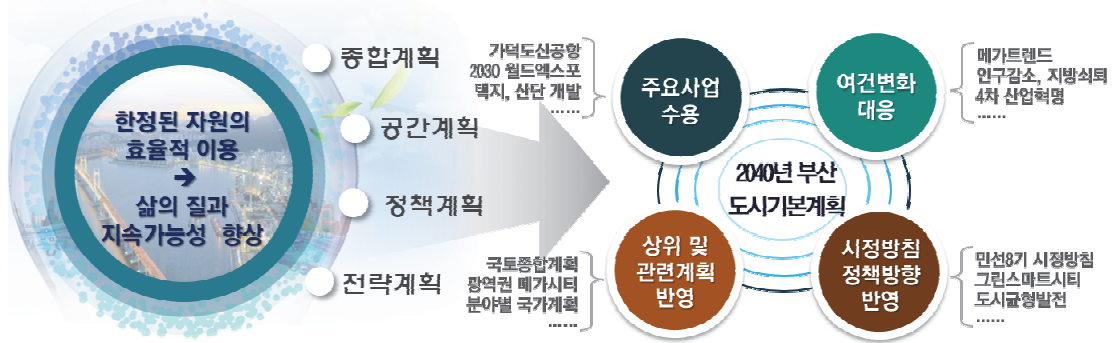 한정된 자원의
효율적 이용
➔
삶의 질과
지속가능성 향상
종합계획
공간계획
정책계획
전략계획
가덕도신공항
2030 월드엑스포
택지, 산단 개발
……
주요사업
수용
여건변화
대응
메가트렌드
인구감소, 지방쇠퇴
4차 산업혁명
……
2040년 부산
도시기본계획
국토종합계획
광역권 메가시티
분야별 국가계획
……
상위 및
관련계획
반영
시정방침
정책방향
반영
민선8기 시정방침
그린스마트시티
도시균형발전
……